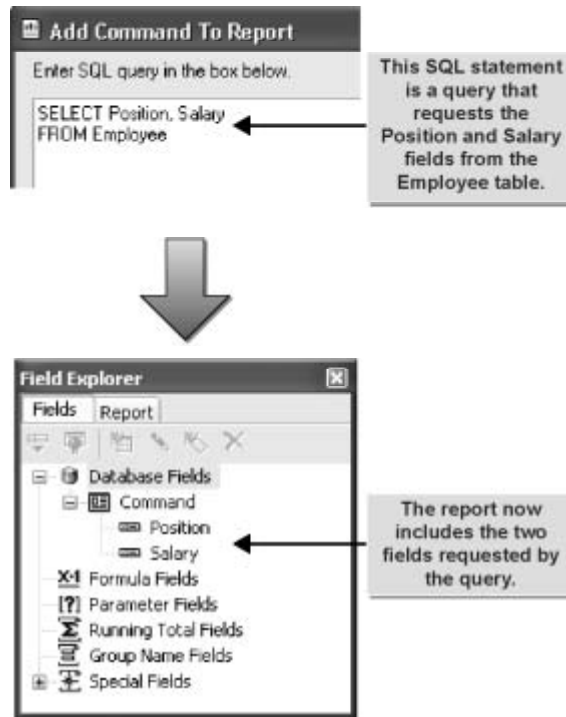 Add Command To Report
Enter SQL query in the box below.
SELECT Position, Salary
FROM Employee
This SQL statement
is a query that
requests the
Position and Salary
fields from the
Employee table.
Field Explorer
Fields Report
Database Fields
Command
Position
Salary
Formula Fields
Parameter Fields
Running Total Fields
Group Name Fields
Special Fields
The report now
includes the two
fields requested by
the query.